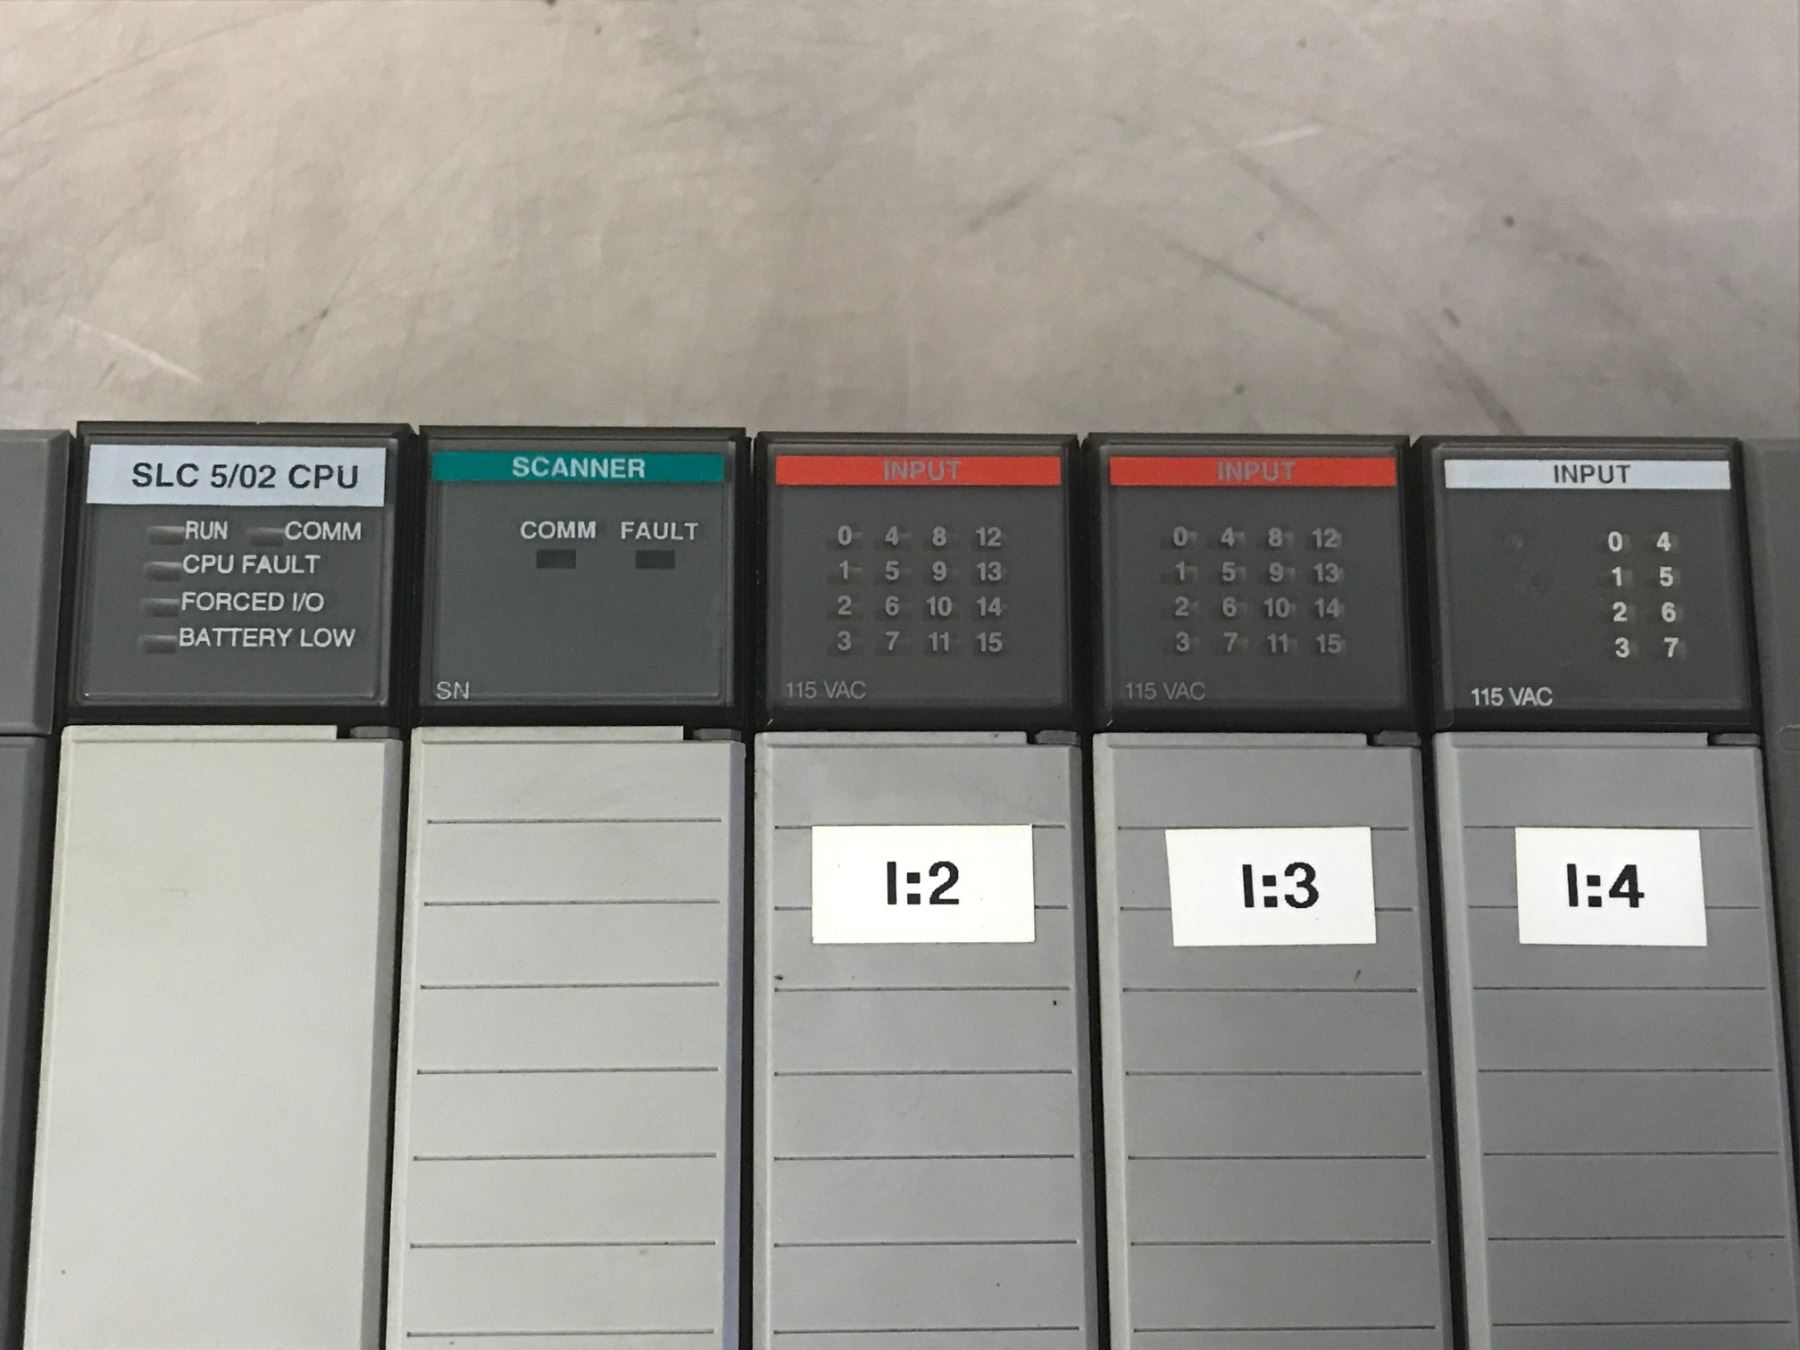 SLC 5/02 CPU
RUN COMM
CPU FAULT
FORCED I/O
BATTERY LOW
SCANNER
COMM FAULT
SN
INPUT
0 4 8 12
1 5 9 13
2 6 10 14
3 7 11 15
115 VAC
I:2
INPUT
0 4 8 12
1 5 9 13
2 6 10 14
3 7 11 15
115 VAC
I:3
INPUT
0 4
1 5
2 6
3 7
115 VAC
I:4